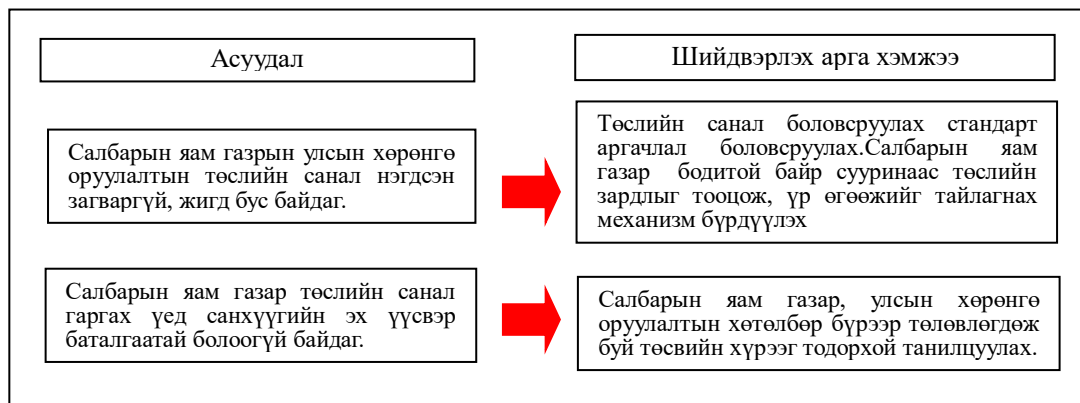 Асуудал
Шийдвэрлэх арга хэмжээ
Салбарын яам газрын улсын хөрөнгө
оруулалтын төслийн санал нэгдсэн
загваргүй, жигд бус байдаг.
Төслийн санал боловсруулах стандарт
аргачлал боловсруулах.Салбарын яам
газар бодитой байр сууринаас төслийн
зардлыг тооцож, үр өгөөжийг тайлагнах
механизм бүрдүүлэх
Салбарын яам газар төслийн санал
гаргах үед санхүүгийн эх үүсвэр
баталгаатай болоогүй байдаг.
Салбарын яам газар, улсын хөрөнгө
оруулалтын хөтөлбөр бүрээр төлөвлөгдөж
буй төсвийн хүрээг тодорхой танилцуулах.